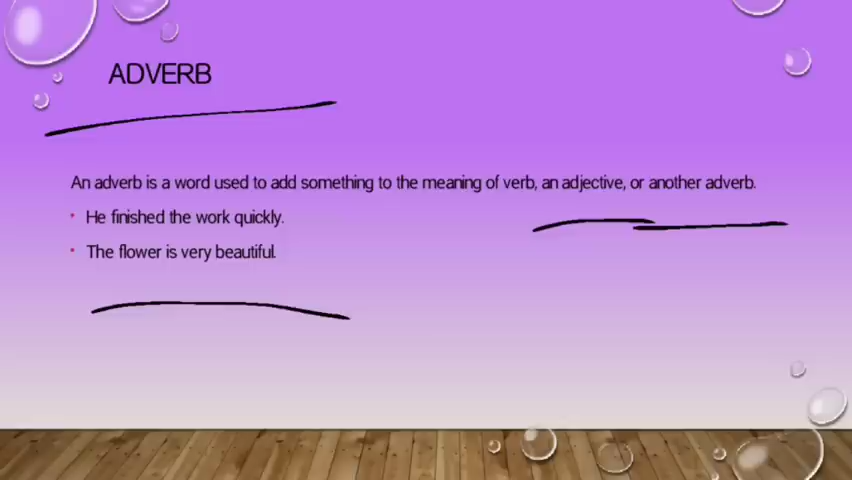 ADVERB
An adverb is a word used to add something to the meaning of verb, an adjective, or another adverb.
• He finished the work quickly.
• The flower is very beautiful.